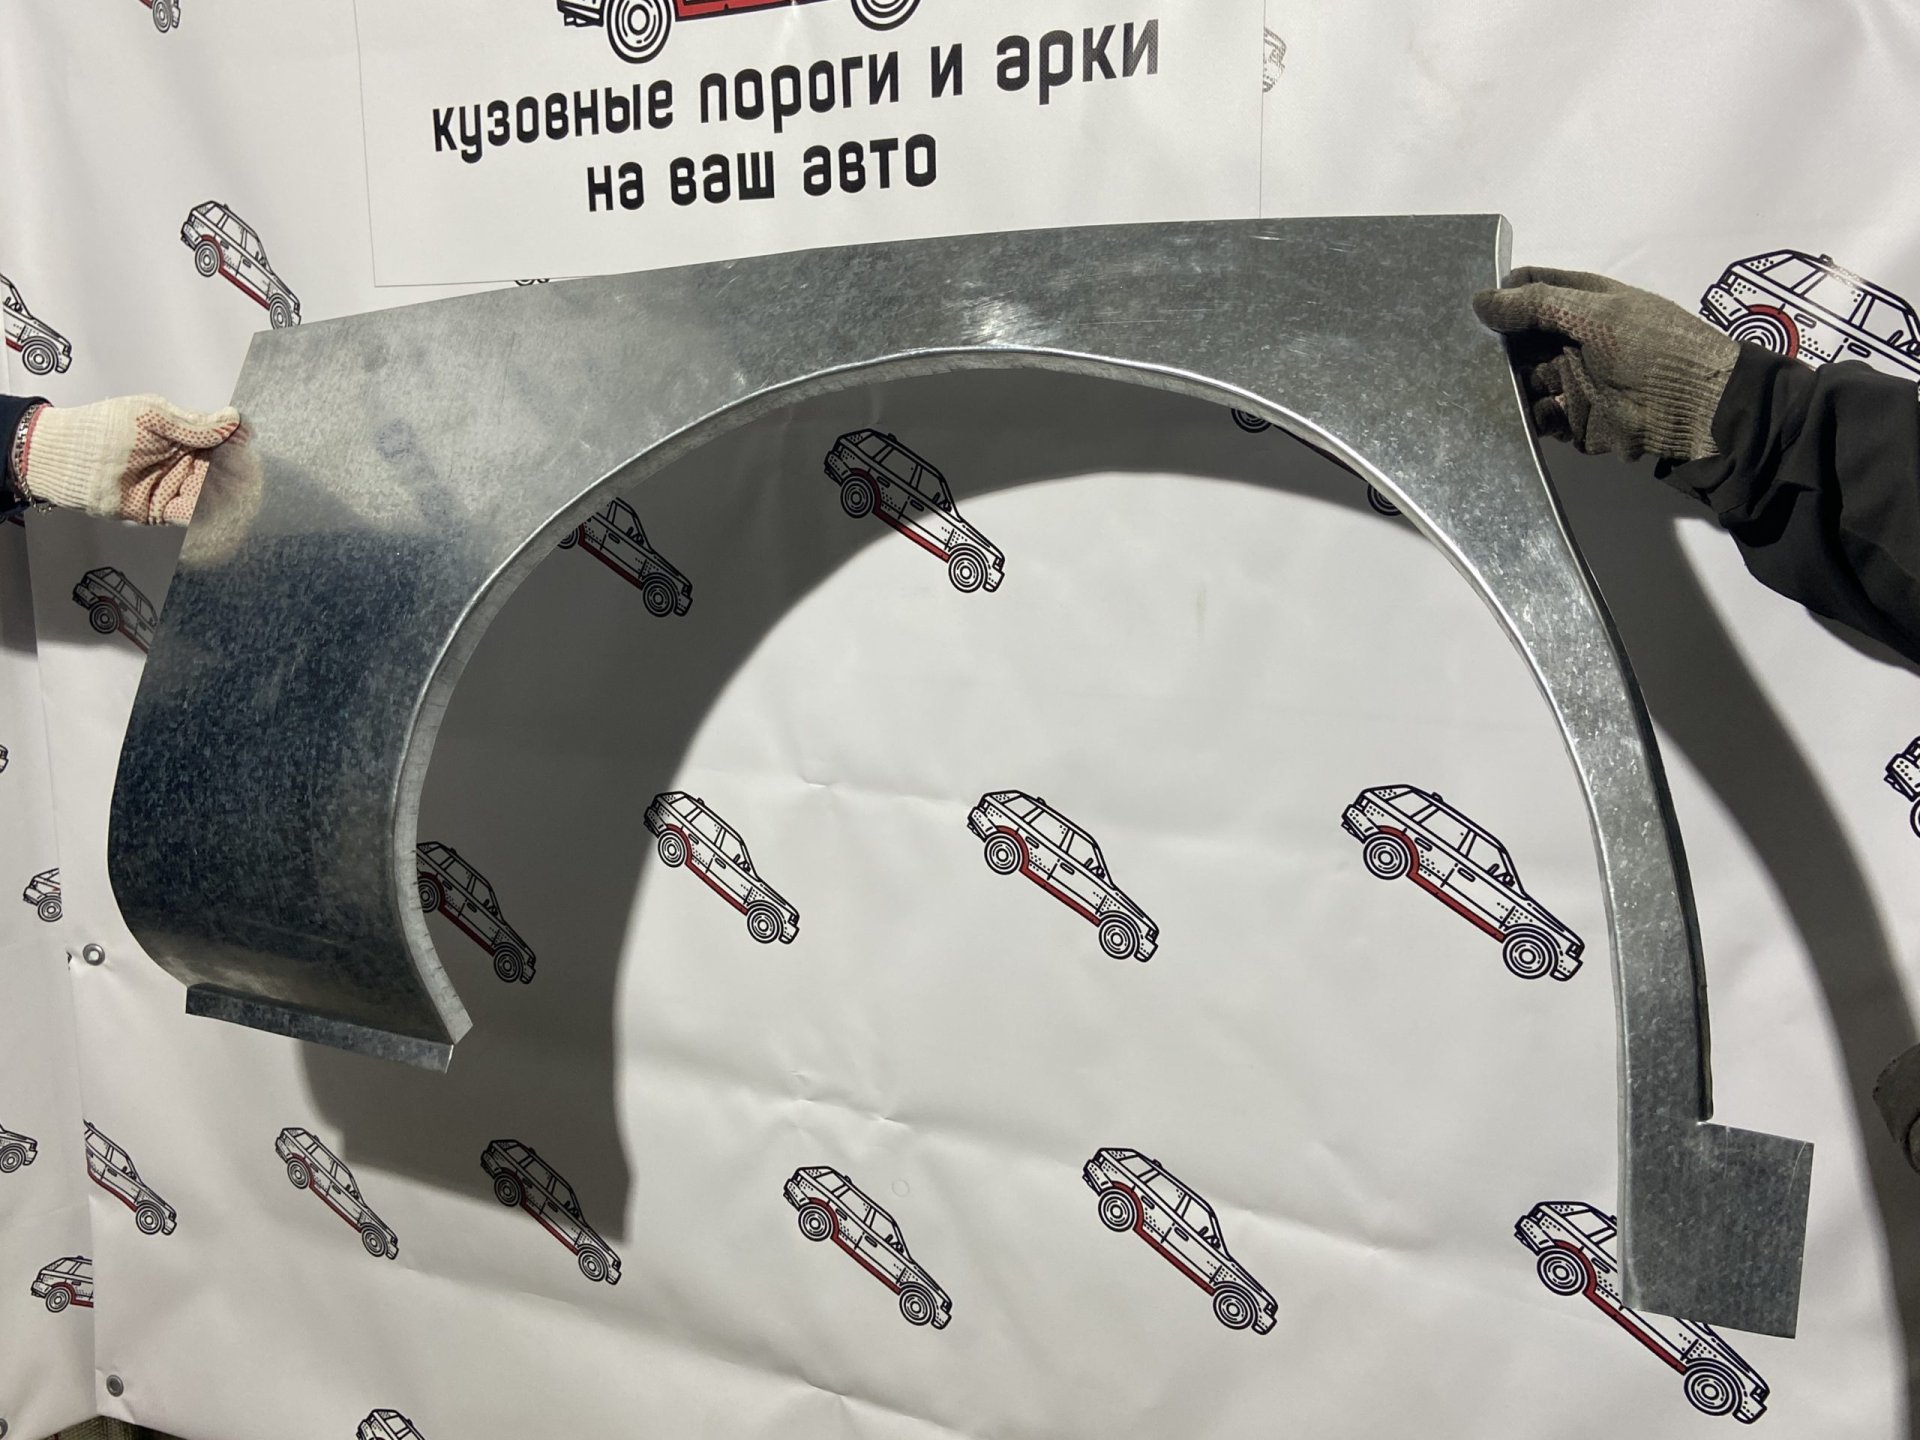 кузовные пороги и арки
на ваш авто